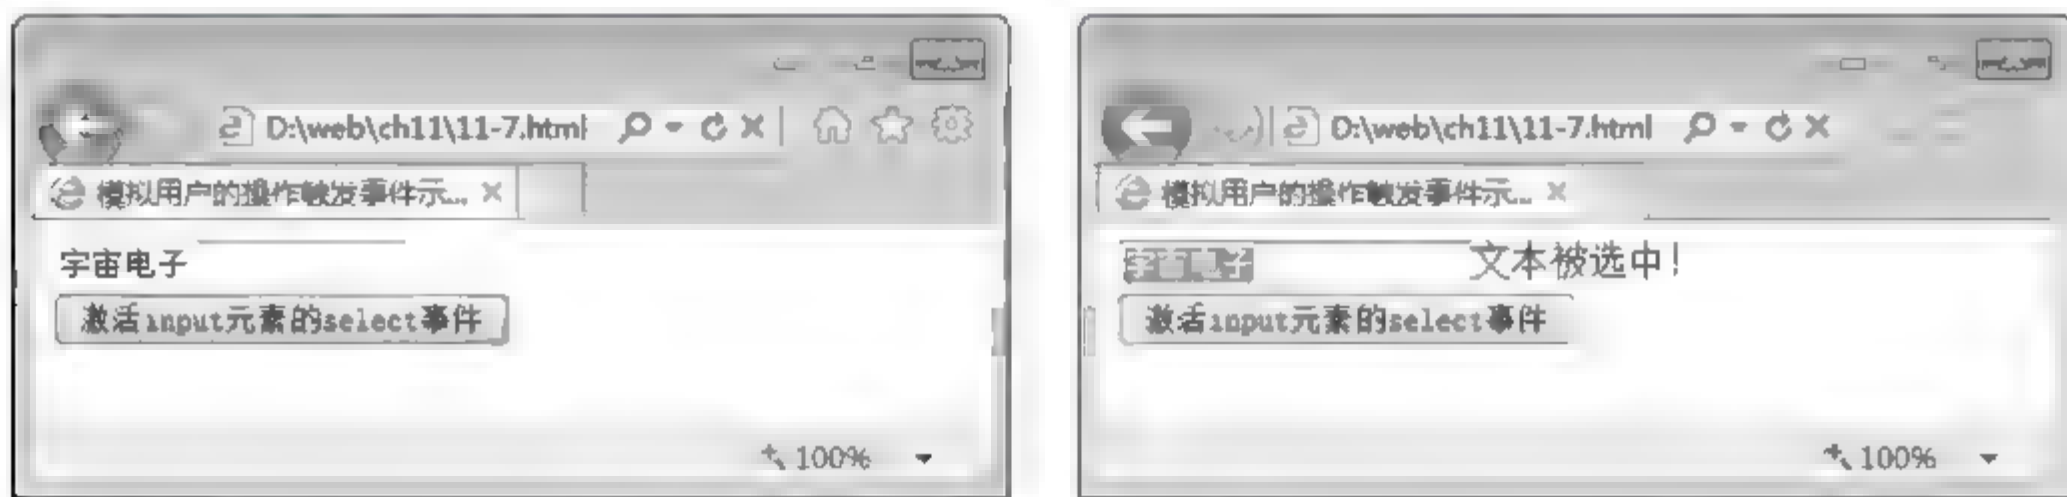 D:\web\ch11\11-7.html
模拟用户的操作触发事件示...
宇宙电子
激活input元素的select事件
100%
D:\web\ch11\11-7.html
模拟用户的操作触发事件示...
宇宙电子 文本被选中!
激活input元素的select事件
100%